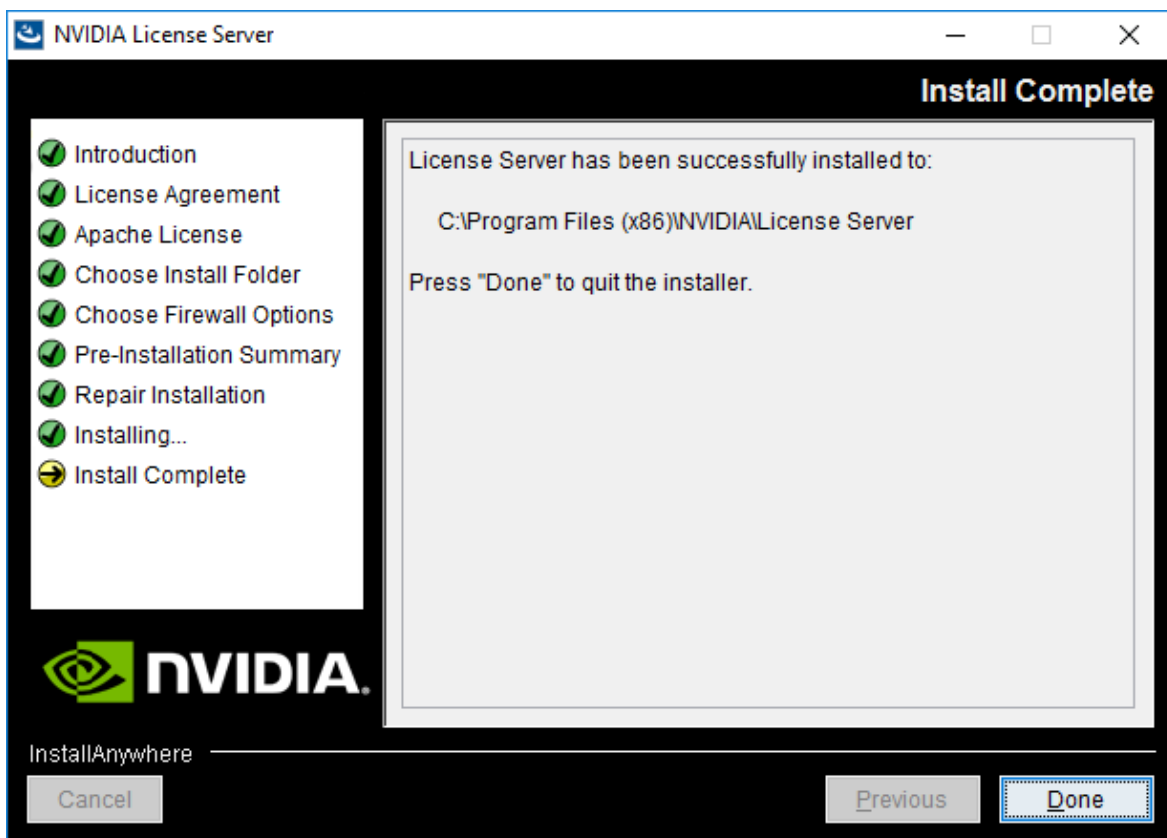 NVIDIA License Server
Install Complete
Introduction
License Agreement
Apache License
Choose Install Folder
Choose Firewall Options
Pre-Installation Summary
Repair Installation
Installing...
Install Complete
License Server has been successfully installed to:
C:\Program Files (x86)\NVIDIA\License Server
Press "Done" to quit the installer.
NVIDIA.
InstallAnywhere
Cancel
Previous
Done